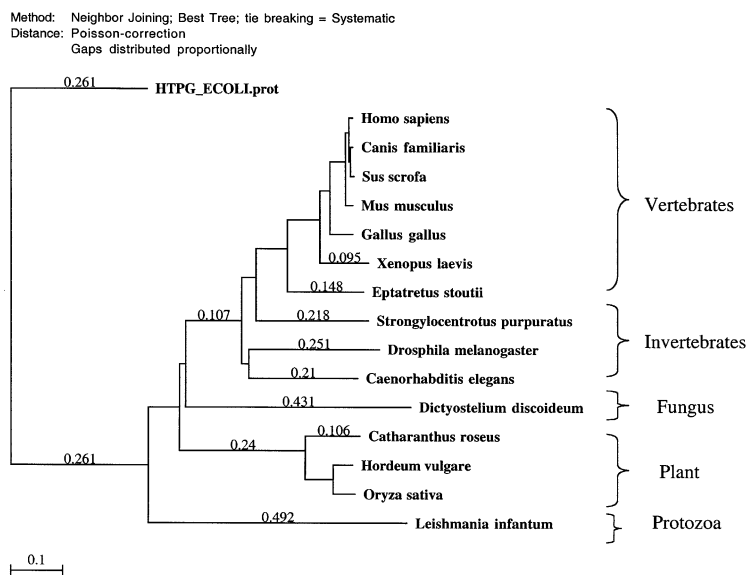 Method: Neighbor Joining; Best Tree; tie breaking = Systematic
Distance: Poisson-correction
Gaps distributed proportionally
0.261
HTPG_ECOLI.prot
Homo sapiens
Canis familiaris
Sus scrofa
Mus musculus
Gallus gallus
0.095
Xenopus laevis
0.148
Eptatretus stoutii
Vertebrates
0.107
0.218
Strongylocentrotus purpuratus
0.251
Drosphila melanogaster
0.21
Caenorhabditis elegans
Invertebrates
0.431
Dictyostelium discoideum
Fungus
0.24
0.106
Catharanthus roseus
Hordeum vulgare
Oryza sativa
Plant
0.261
0.492
Leishmania infantum
Protozoa
0.1